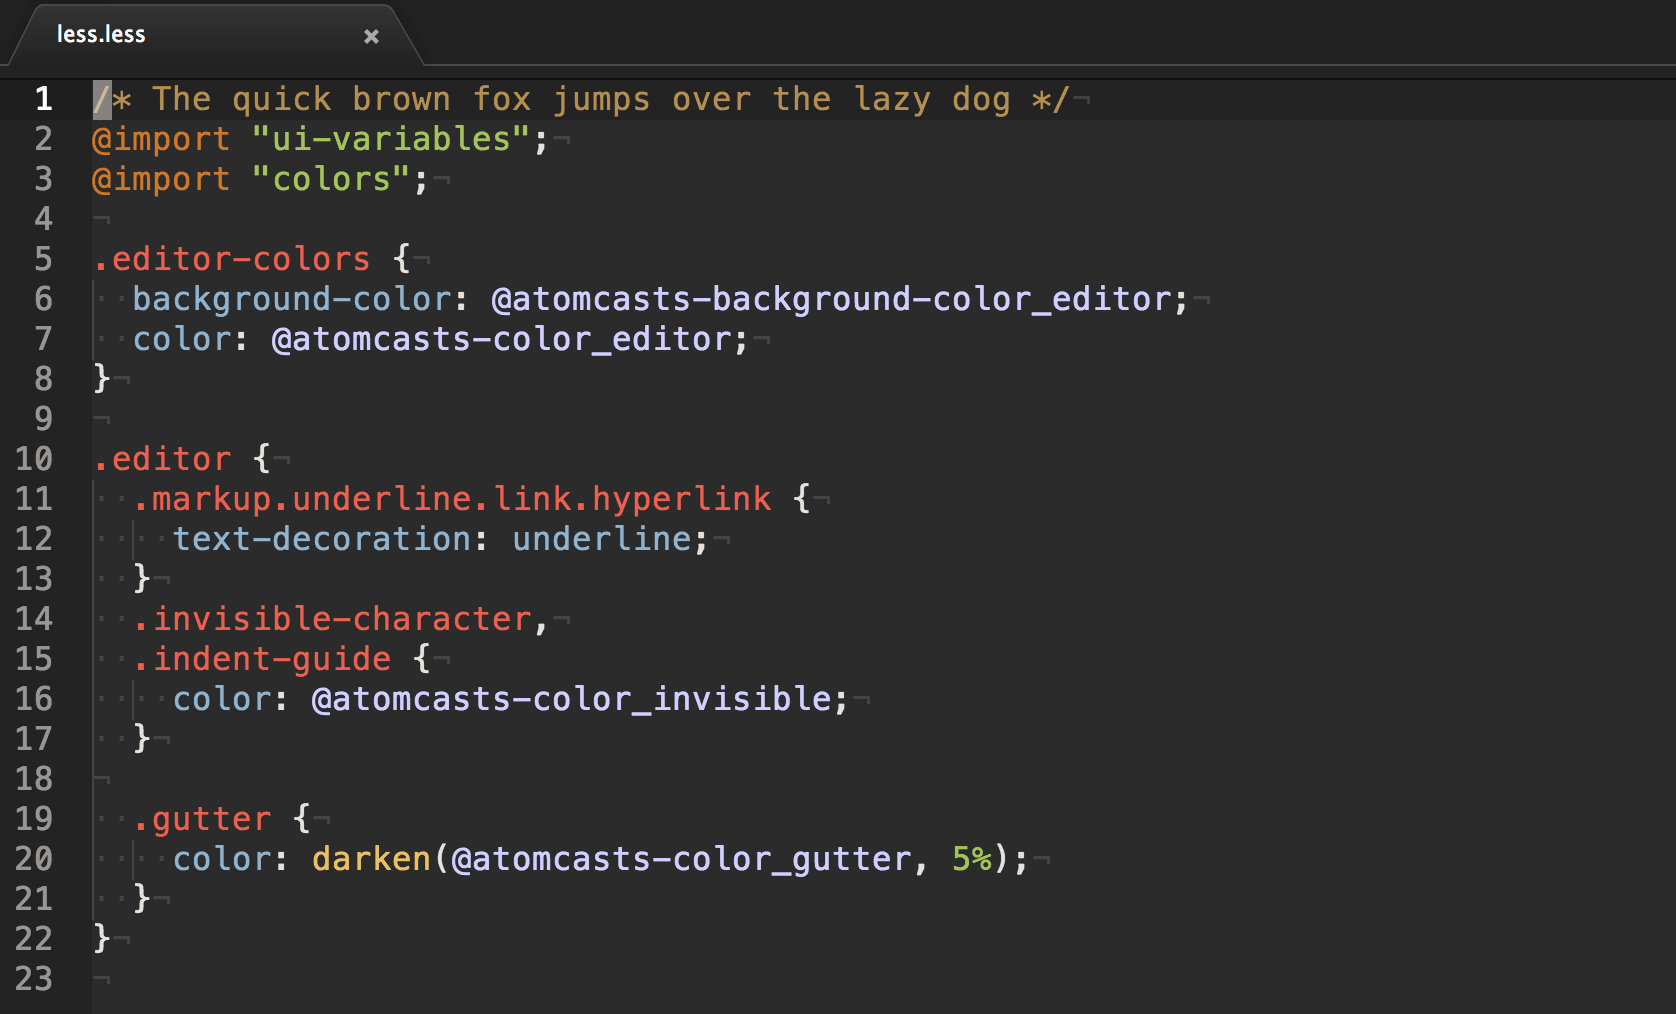 less.less ×
1 /* The quick brown fox jumps over the lazy dog */¬
2 @import "ui-variables";¬
3 @import "colors";¬
4 ¬
5 .editor-colors {¬
6 ··background-color: @atomcasts-background-color_editor;¬
7 ··color: @atomcasts-color_editor;¬
8 }¬
9 ¬
10 .editor {¬
11 ··.markup.underline.link.hyperlink {¬
12 ····text-decoration: underline;¬
13 ··}¬
14 ··.invisible-character,¬
15 ··.indent-guide {¬
16 ····color: @atomcasts-color_invisible;¬
17 ··}¬
18 ¬
19 ··.gutter {¬
20 ····color: darken(@atomcasts-color_gutter, 5%);¬
21 ··}¬
22 }¬
23 ¬